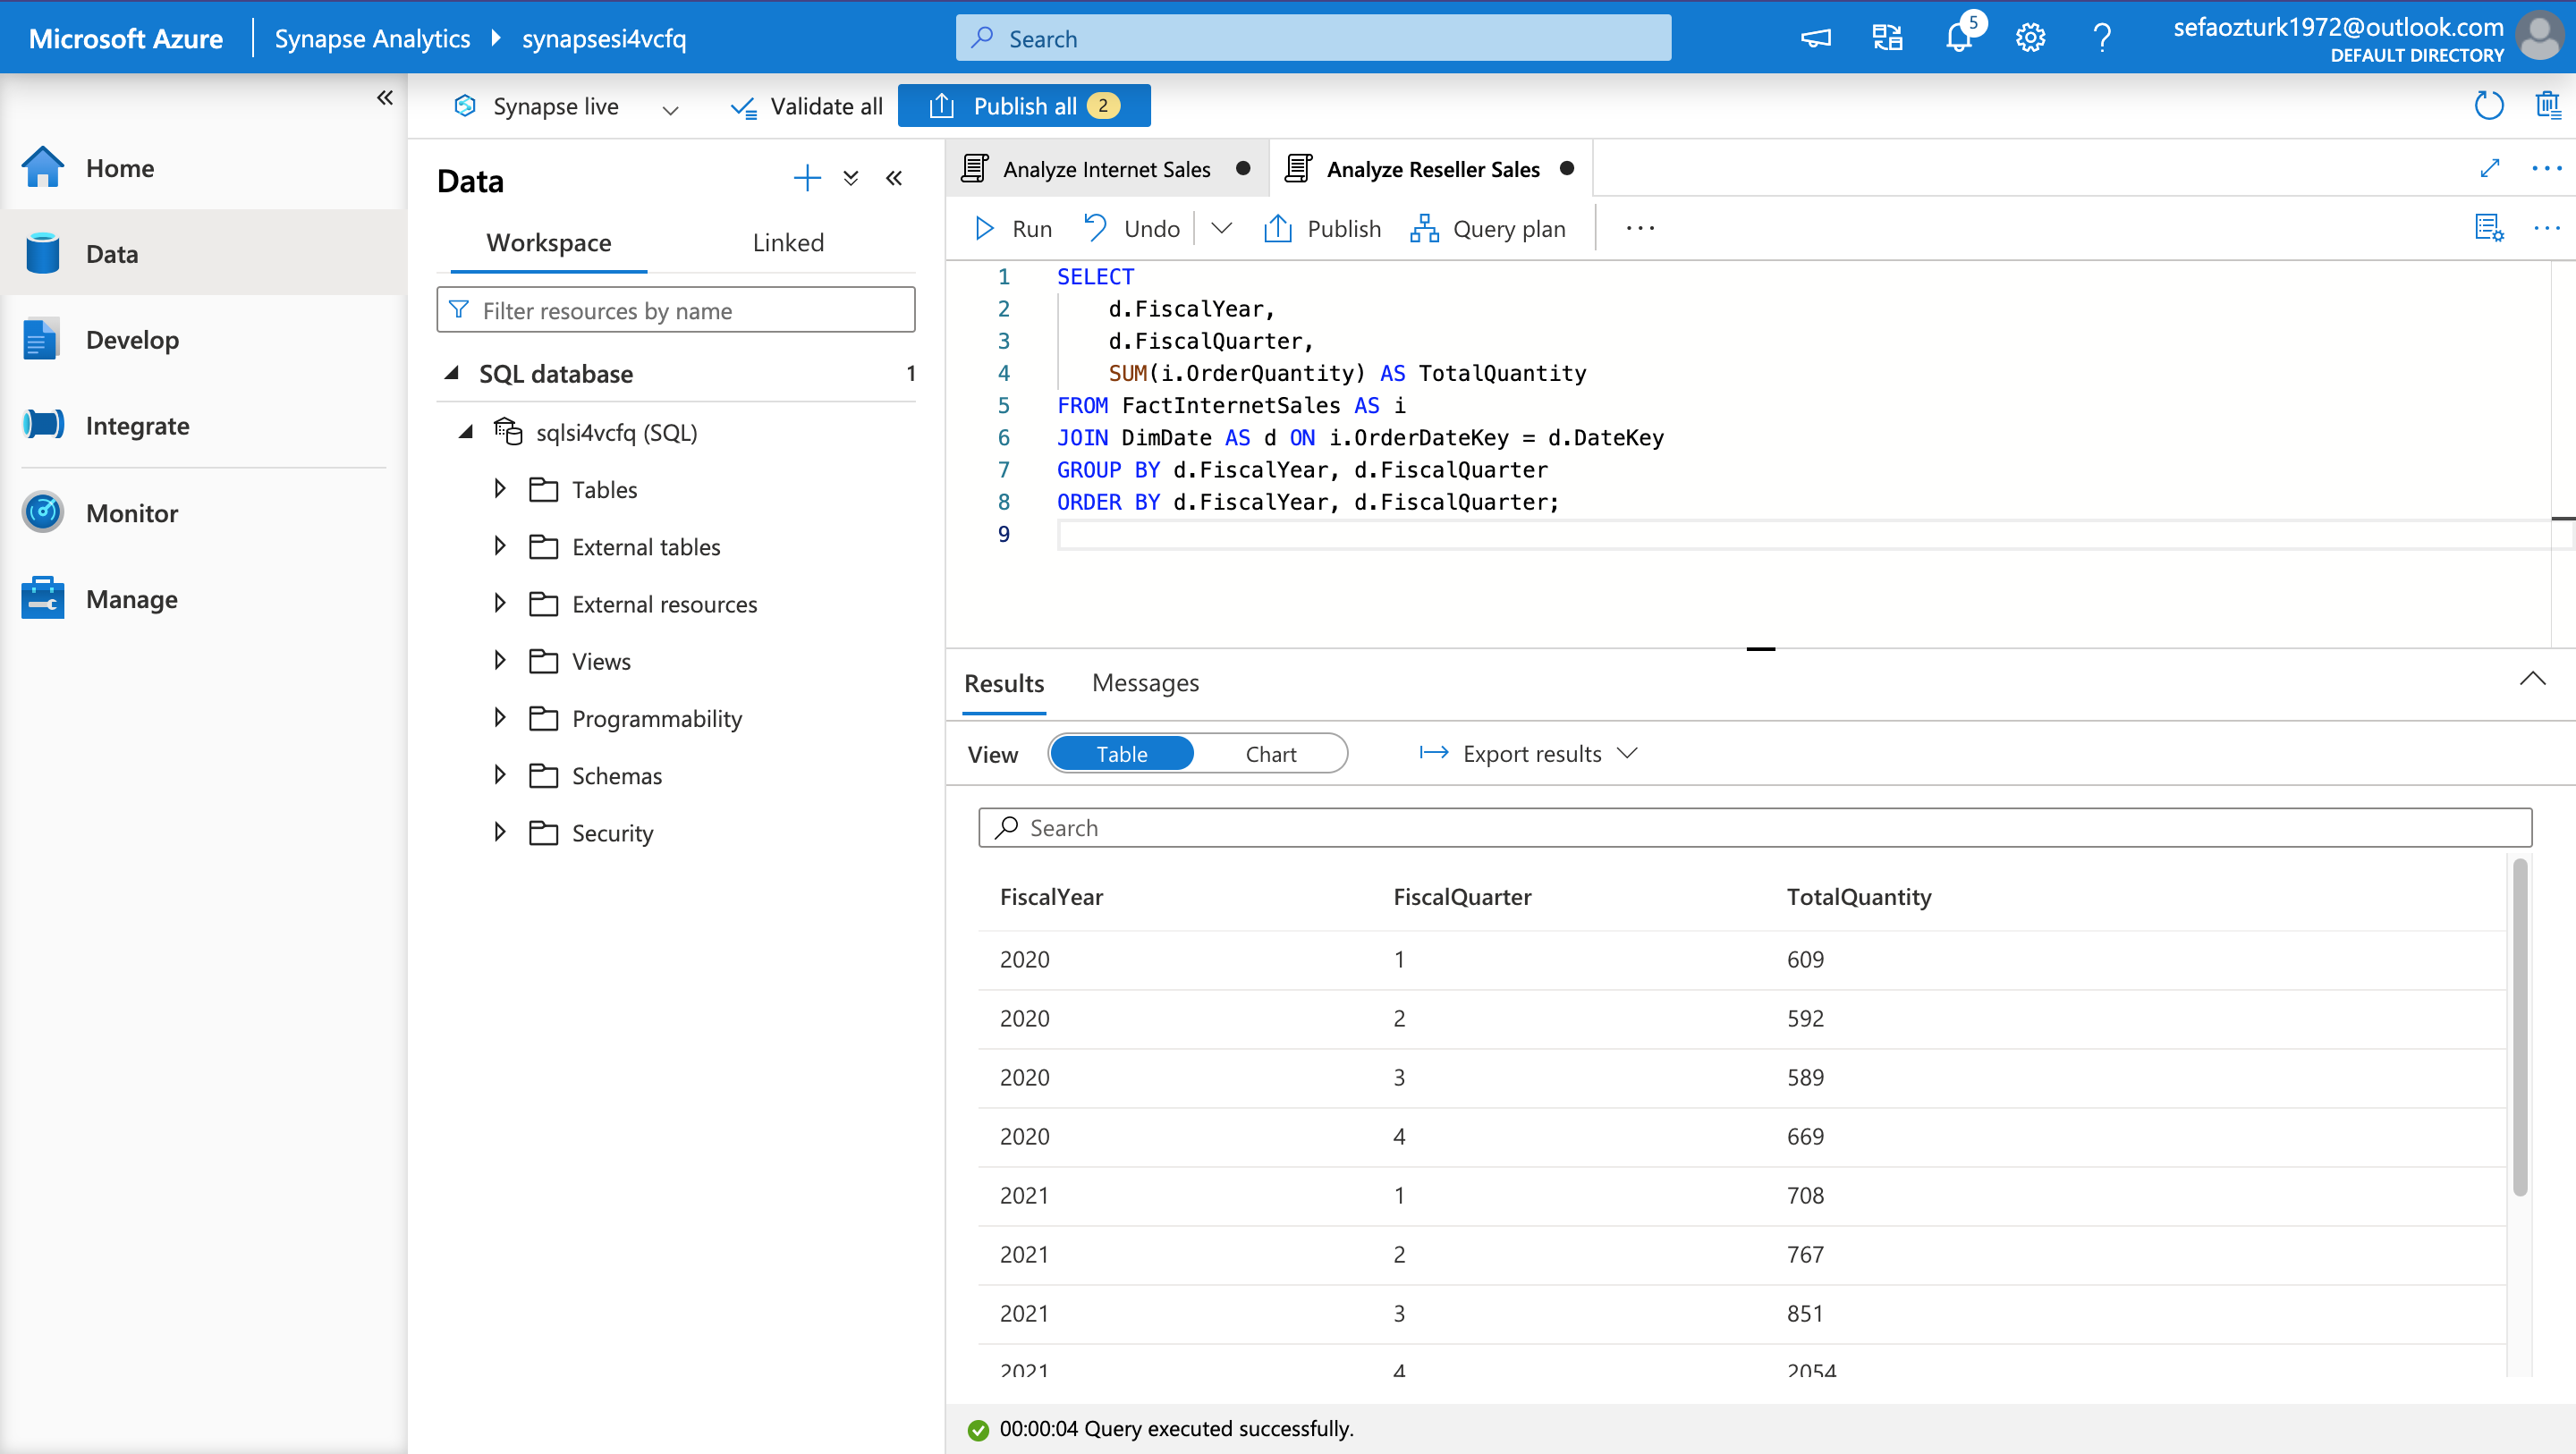 Microsoft Azure
Synapse Analytics
synapsesi4vcfq
Search
5
sefaozturk1972@outlook.com
DEFAULT DIRECTORY
Synapse live
Validate all
Publish all 2
Home
Data
Develop
Integrate
Monitor
Manage
Data
Workspace
Linked
Filter resources by name
SQL database 1
sqlsi4vcfq (SQL)
Tables
External tables
External resources
Views
Programmability
Schemas
Security
Analyze Internet Sales
Analyze Reseller Sales
Run
Undo
Publish
Query plan
1 SELECT
2 d.FiscalYear,
3 d.FiscalQuarter,
4 SUM(i.OrderQuantity) AS TotalQuantity
5 FROM FactInternetSales AS i
6 JOIN DimDate AS d ON i.OrderDateKey = d.DateKey
7 GROUP BY d.FiscalYear, d.FiscalQuarter
8 ORDER BY d.FiscalYear, d.FiscalQuarter;
9
Results
Messages
View
Table
Chart
Export results
Search
FiscalYear FiscalQuarter TotalQuantity
2020 1 609
2020 2 592
2020 3 589
2020 4 669
2021 1 708
2021 2 767
2021 3 851
2021 4 2054
00:00:04 Query executed successfully.